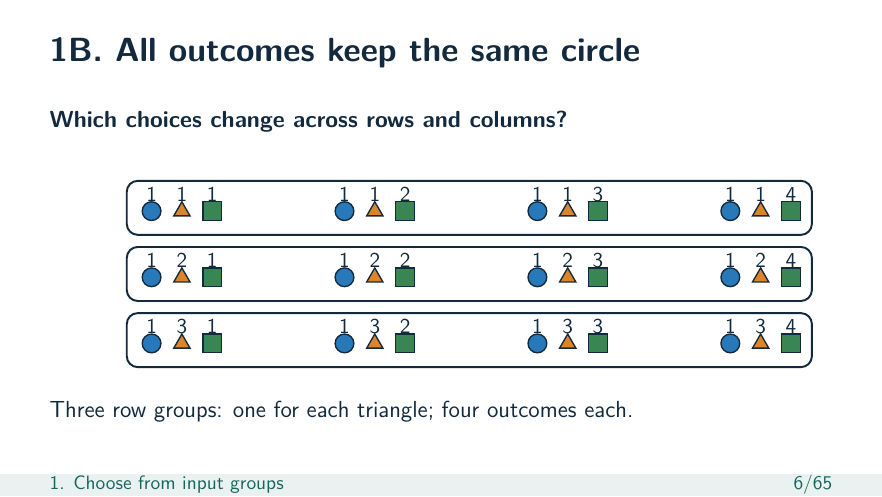 1B. All outcomes keep the same circle
Which choices change across rows and columns?
1 1 1 1 1 2 1 1 3 1 1 4
1 2 1 1 2 2 1 2 3 1 2 4
1 3 1 1 3 2 1 3 3 1 3 4
Three row groups: one for each triangle; four outcomes each.
1. Choose from input groups 6/65